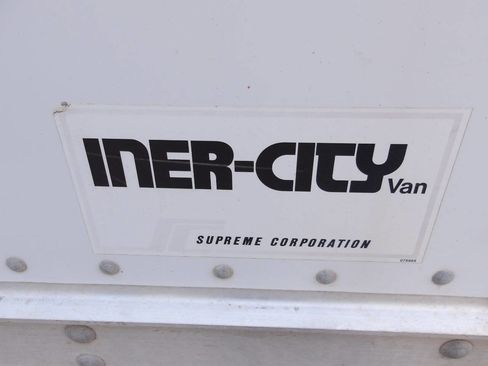 INER-CITY Van
SUPREME CORPORATION